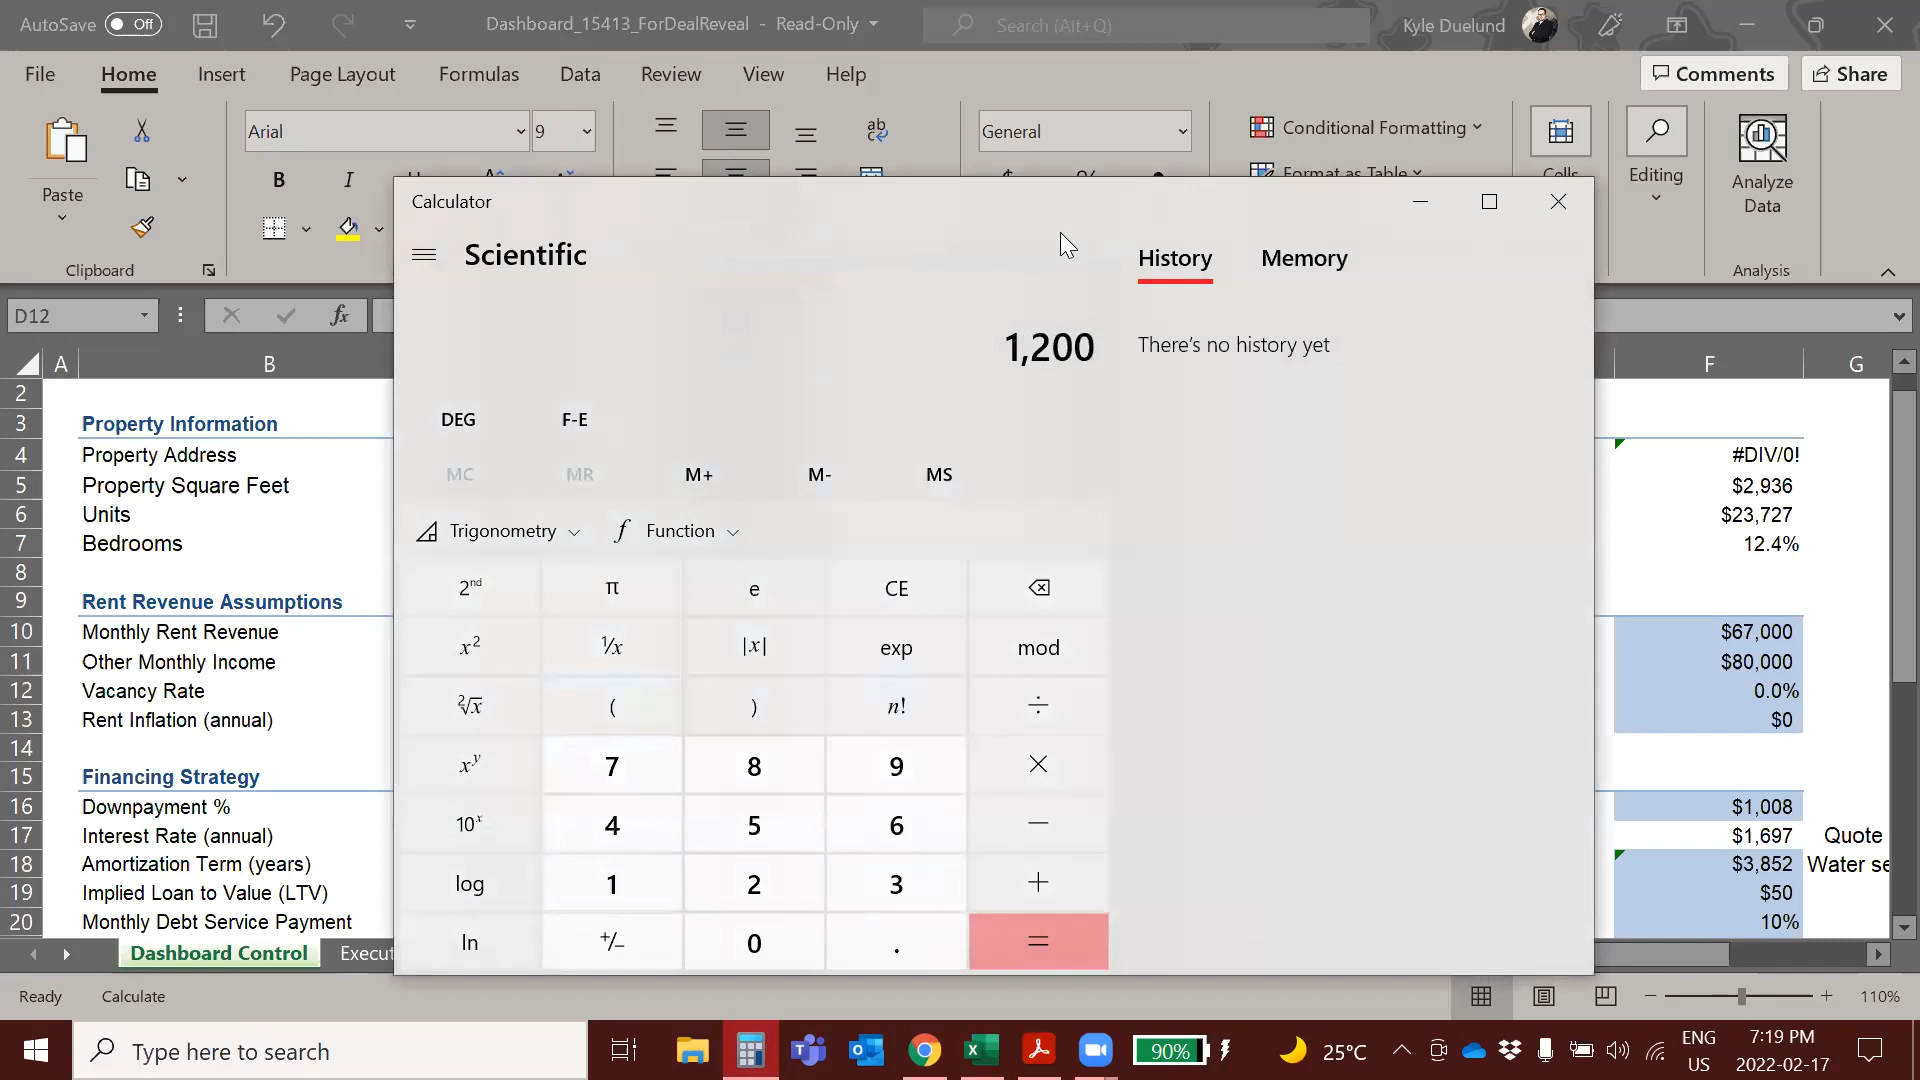 AutoSave Off Dashboard_15413_ForDealReveal - Read-Only Search (Alt+Q) Kyle Duelund
File Home Insert Page Layout Formulas Data Review View Help Comments Share
Arial 9 ab General Conditional Formatting
Paste B I Format as Table Cells Editing Analyze
Data
Clipboard Analysis
D12 fx
Calculator
Scientific History Memory
1,200 There's no history yet
DEG F-E
MC MR M+ M- MS
Trigonometry f Function
2nd π e CE
x2 1/x |x| exp mod
2√x ( ) n! ÷
xy 7 8 9 ×
10x 4 5 6 −
log 1 2 3 +
ln +/− 0 . =
A B F G
2
3 Property Information
4 Property Address #DIV/0!
5 Property Square Feet $2,936
6 Units $23,727
7 Bedrooms 12.4%
8
9 Rent Revenue Assumptions
10 Monthly Rent Revenue $67,000
11 Other Monthly Income $80,000
12 Vacancy Rate 0.0%
13 Rent Inflation (annual) $0
14
15 Financing Strategy
16 Downpayment % $1,008
17 Interest Rate (annual) $1,697 Quote
18 Amortization Term (years) $3,852 Water se
19 Implied Loan to Value (LTV) $50
20 Monthly Debt Service Payment 10%
Dashboard Control Execut
Ready Calculate 110%
Type here to search 90% 25°C ENG
US 7:19 PM
2022-02-17